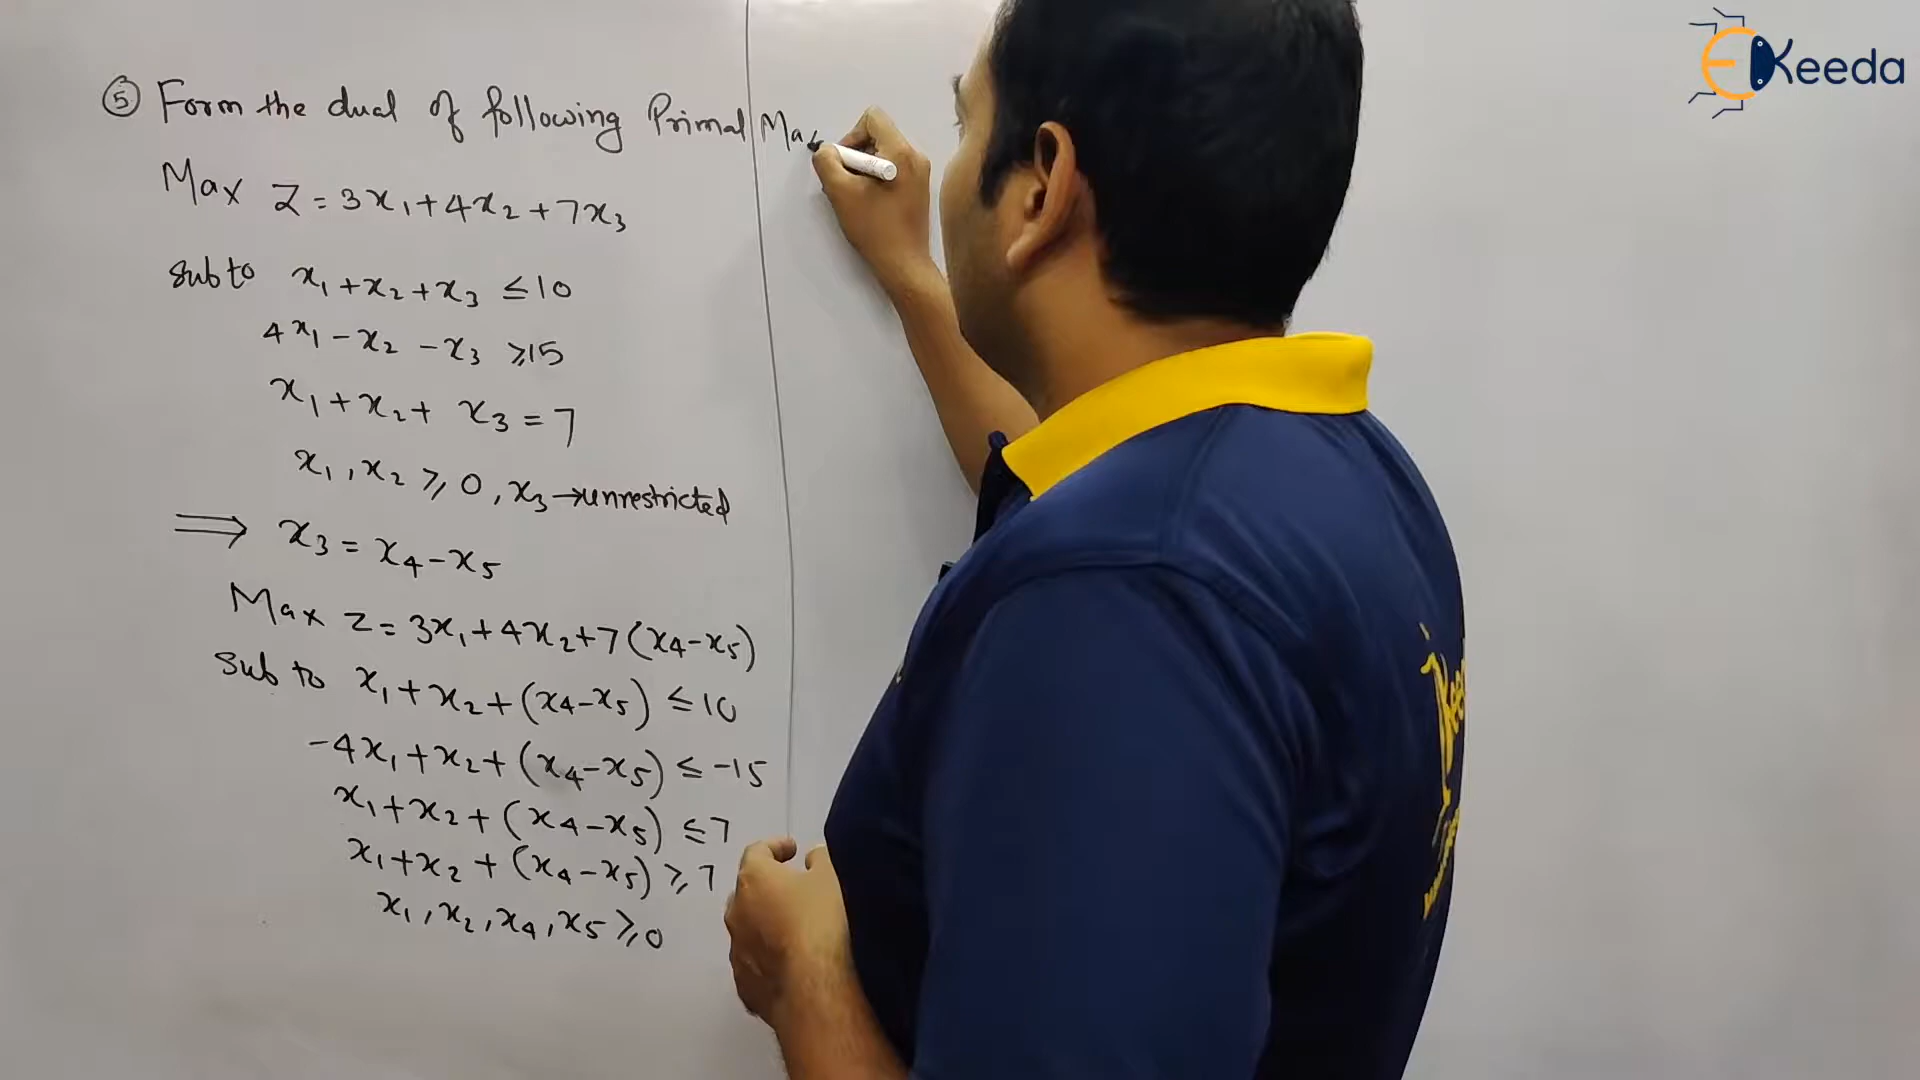 ⑤ Form the dual of following Primal
Max Z = 3x₁ + 4x₂ + 7x₃
Sub to x₁ + x₂ + x₃ ≤ 10
4x₁ - x₂ - x₃ ≥ 15
x₁ + x₂ + x₃ = 7
x₁, x₂ ≥ 0, x₃ → unrestricted
⟹ x₃ = x₄ - x₅
Max Z = 3x₁ + 4x₂ + 7(x₄ - x₅)
Sub to x₁ + x₂ + (x₄ - x₅) ≤ 10
-4x₁ + x₂ + (x₄ - x₅) ≤ -15
x₁ + x₂ + (x₄ - x₅) ≤ 7
x₁ + x₂ + (x₄ - x₅) ≥ 7
x₁, x₂, x₄, x₅ ≥ 0
Ma
EKeeda